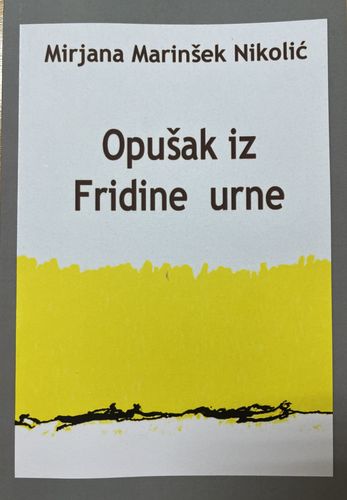 Mirjana Marinšek Nikolić
Opušak iz
Fridine urne